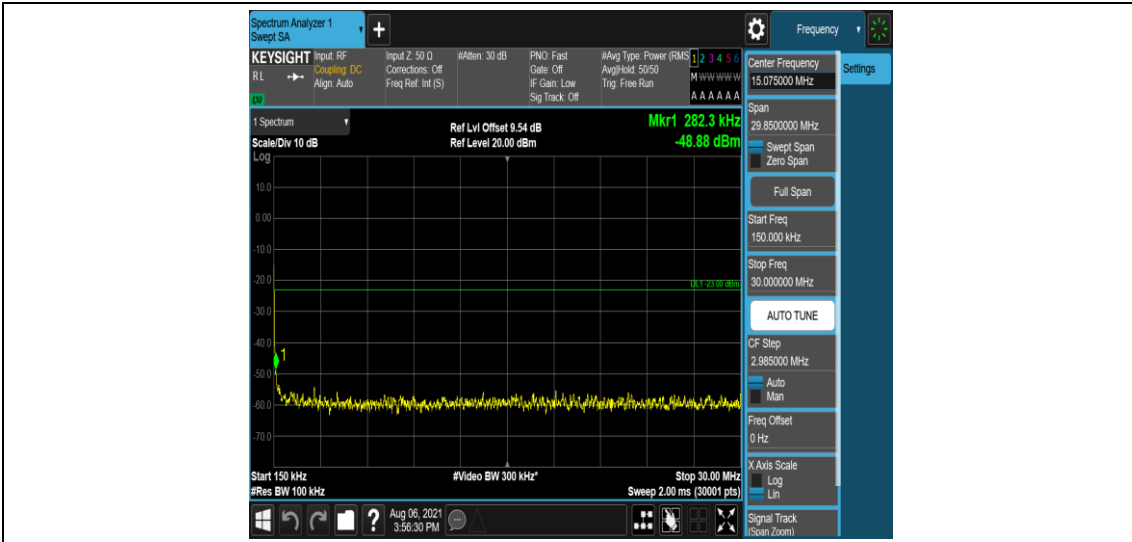 Spectrum Analyzer 1
Swept SA
Frequency
KEYSIGHT
RL
LXI
Input: RF
Coupling: DC
Align: Auto
Input Z: 50 Ω
Corrections: Off
Freq Ref: Int (S)
#Atten: 30 dB
PNO: Fast
Gate: Off
IF Gain: Low
Sig Track: Off
#Avg Type: Power (RMS
Avg|Hold: 50/50
Trig: Free Run
1 2 3 4 5 6
M W W W W W
A A A A A A
1 Spectrum
Scale/Div 10 dB
Log
Ref Lvl Offset 9.54 dB
Ref Level 20.00 dBm
Mkr1 282.3 kHz
-48.88 dBm
10.0
0.00
-10.0
-20.0
-30.0
-40.0
-50.0
-60.0
-70.0
DL1 -23.00 dBm
1
Start 150 kHz
#Res BW 100 kHz
#Video BW 300 kHz*
Stop 30.00 MHz
Sweep 2.00 ms (30001 pts)
Aug 06, 2021
3:56:30 PM
Center Frequency
15.075000 MHz
Settings
Span
29.8500000 MHz
Swept Span
Zero Span
Full Span
Start Freq
150.000 kHz
Stop Freq
30.000000 MHz
AUTO TUNE
CF Step
2.985000 MHz
Auto
Man
Freq Offset
0 Hz
X Axis Scale
Log
Lin
Signal Track
(Span Zoom)